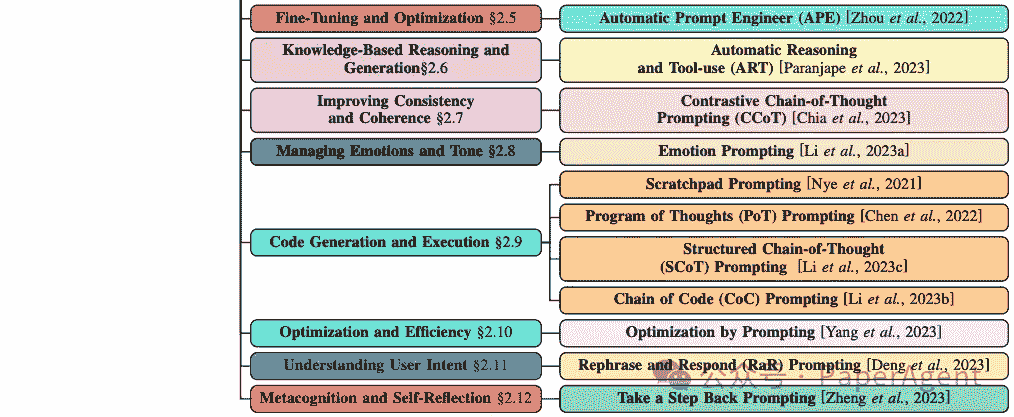 Fine-Tuning and Optimization §2.5
Automatic Prompt Engineer (APE) [Zhou et al., 2022]
Knowledge-Based Reasoning and
Generation§2.6
Automatic Reasoning
and Tool-use (ART) [Paranjape et al., 2023]
Improving Consistency
and Coherence §2.7
Contrastive Chain-of-Thought
Prompting (CCoT) [Chia et al., 2023]
Managing Emotions and Tone §2.8
Emotion Prompting [Li et al., 2023a]
Code Generation and Execution §2.9
Scratchpad Prompting [Nye et al., 2021]
Program of Thoughts (PoT) Prompting [Chen et al., 2022]
Structured Chain-of-Thought
(SCoT) Prompting [Li et al., 2023c]
Chain of Code (CoC) Prompting [Li et al., 2023b]
Optimization and Efficiency §2.10
Optimization by Prompting [Yang et al., 2023]
Understanding User Intent §2.11
Rephrase and Respond (RaR) Prompting [Deng et al., 2023]
公众号 · PaperAgent
Metacognition and Self-Reflection §2.12
Take a Step Back Prompting [Zheng et al., 2023]